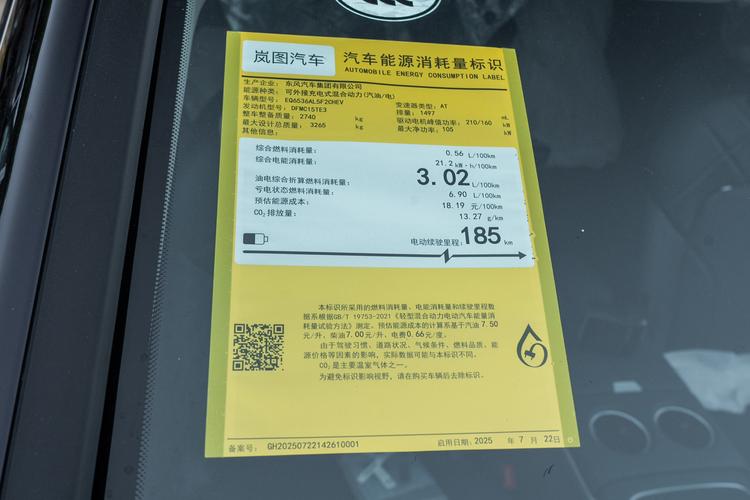 岚图汽车
汽车能源消耗量标识
AUTOMOBILE ENERGY CONSUMPTION LABEL
生产企业：东风汽车集团有限公司
能源种类：可外接充电式混合动力(汽油/电)
车辆型号：EQ6536AL5F2CHEV 变速器类型：AT
发动机型号：DFMC15TE3 排量：1497 mL
整车整备质量：2740 kg 驱动电机峰值功率：210/160 kW
最大设计总质量：3265 kg 最大净功率：105 kW
其他信息：
综合燃料消耗量：0.56 L/100km
综合电能消耗量：21.2 kW·h/100km
油电综合折算燃料消耗量：3.02 L/100km
亏电状态燃料消耗量：6.90 L/100km
预估能源成本：18.19 元/100km
CO₂排放量：13.27 g/km
电动续驶里程：185 km
本标识所采用的燃料消耗量、电能消耗量和续驶里程数
据系根据GB/T 19753-2021《轻型混合动力电动汽车能量消
耗量试验方法》测定。预估能源成本的计算系基于汽油 7.50
元/升、柴油7.00元/升、电费0.66元/度。
由于驾驶习惯、道路状况、气候条件、燃料品质、能
源价格等因素的影响，实际数据可能与本标识不同。
CO₂是主要温室气体之一。
为避免标识影响视野，请在购买车辆后去除标识。
备案号：GH20250722142610001 启用日期：2025 年 7 月 22日